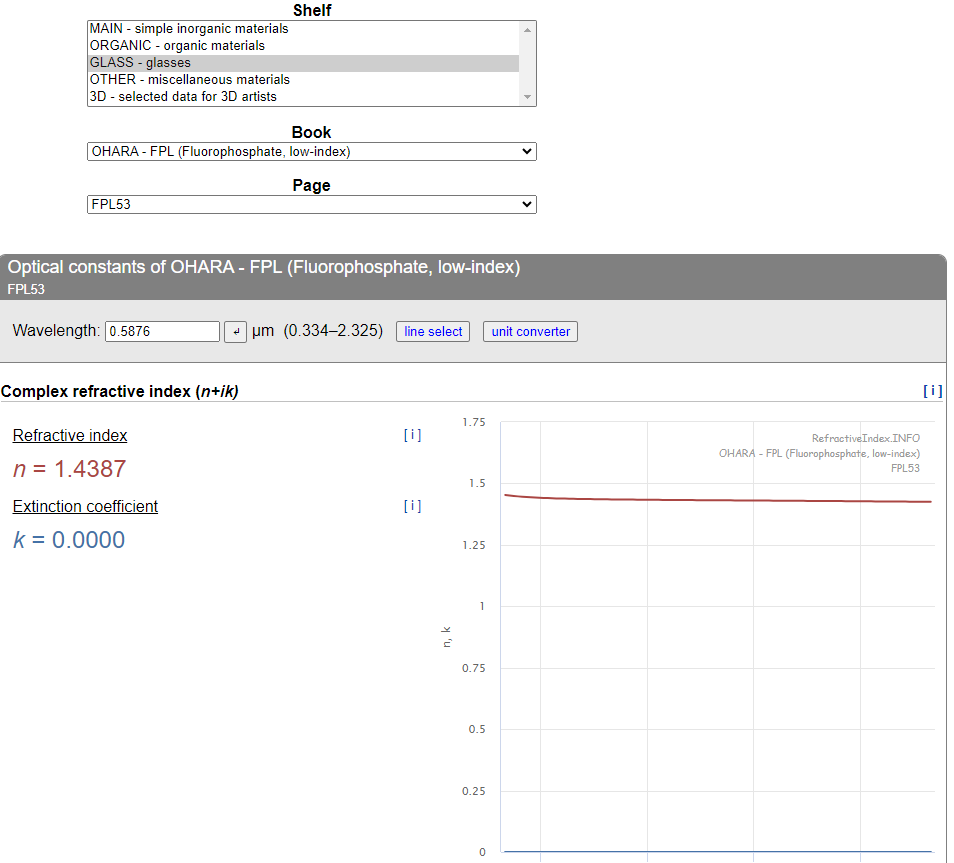 Shelf
MAIN - simple inorganic materials
ORGANIC - organic materials
GLASS - glasses
OTHER - miscellaneous materials
3D - selected data for 3D artists
Book
OHARA - FPL (Fluorophosphate, low-index)
Page
FPL53
Optical constants of OHARA - FPL (Fluorophosphate, low-index)
FPL53
Wavelength: 0.5876 ↲ µm (0.334–2.325) line select unit converter
Complex refractive index (n+ik) [ i ]
Refractive index [ i ]
n = 1.4387
Extinction coefficient [ i ]
k = 0.0000
1.75
RefractiveIndex.INFO
OHARA - FPL (Fluorophosphate, low-index)
FPL53
1.5
1.25
1
n, k
0.75
0.5
0.25
0